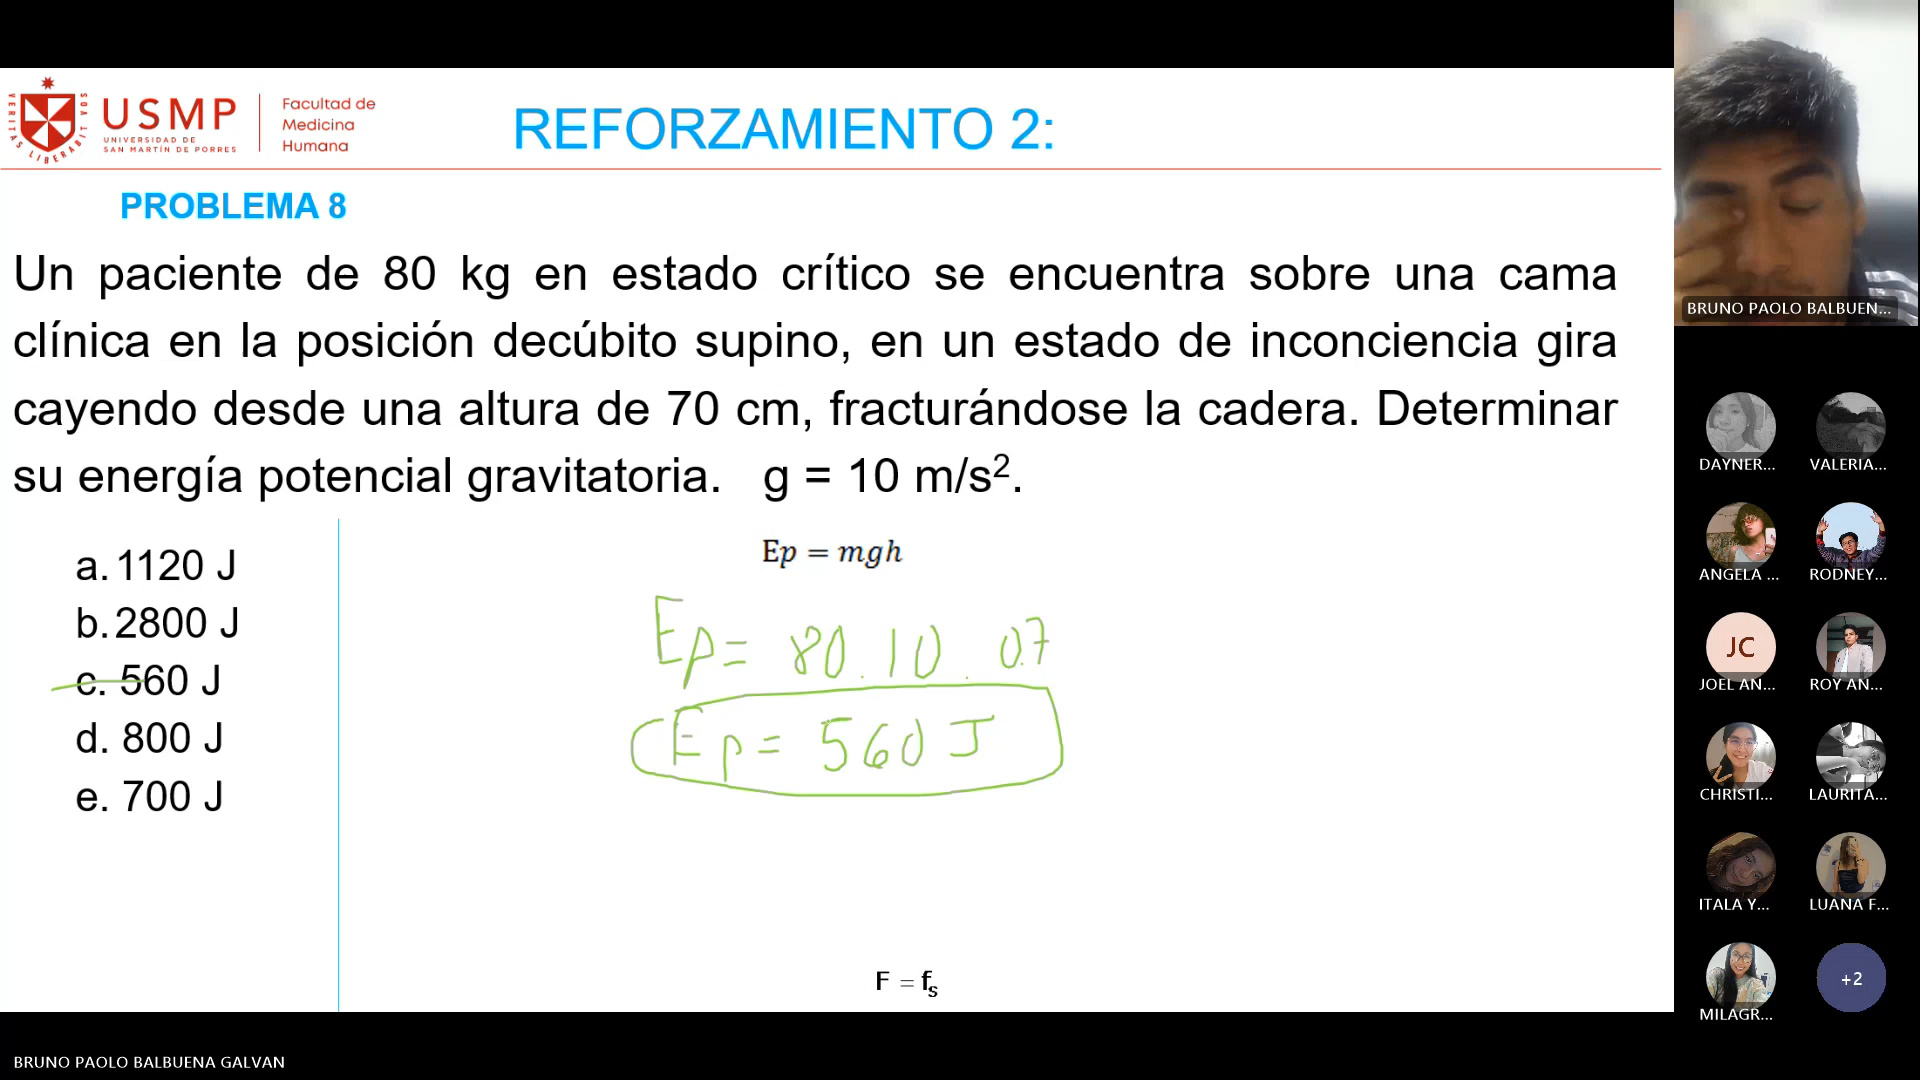 USMP
UNIVERSIDAD DE
SAN MARTÍN DE PORRES
VERITAS LIBERABIT VOS
Facultad de
Medicina
Humana
REFORZAMIENTO 2:
PROBLEMA 8
Un paciente de 80 kg en estado crítico se encuentra sobre una cama
clínica en la posición decúbito supino, en un estado de inconciencia gira
cayendo desde una altura de 70 cm, fracturándose la cadera. Determinar
su energía potencial gravitatoria. g = 10 m/s².
a. 1120 J
b. 2800 J
c. 560 J
d. 800 J
e. 700 J
Ep = mgh
Ep = 80 . 10 . 0.7
Ep = 560 J
F = fs
BRUNO PAOLO BALBUEN...
DAYNER...
VALERIA...
ANGELA ...
RODNEY...
JC
JOEL AN...
ROY AN...
CHRISTI...
LAURITA...
ITALA Y...
LUANA F...
MILAGR...
+2
BRUNO PAOLO BALBUENA GALVAN